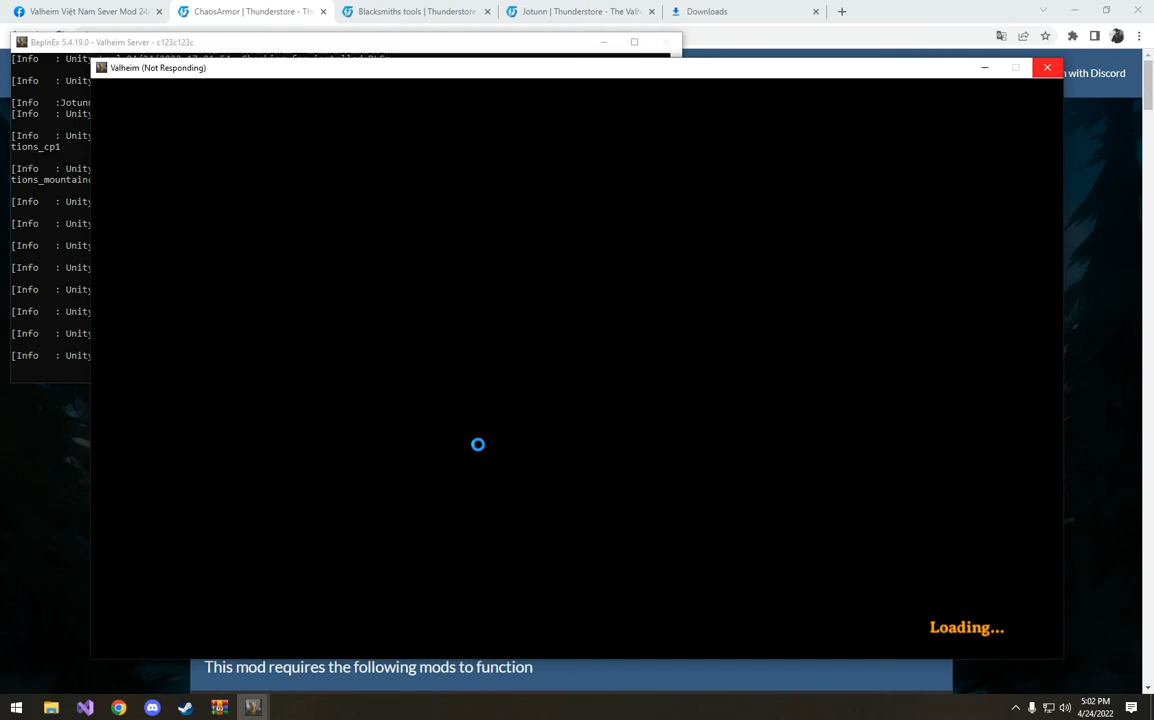 Valheim Việt Nam Sever Mod 24
ChaosArmor | Thunderstore - Th
Blacksmiths tools | Thunderstore
Jotunn | Thunderstore - The Valh
Downloads
BepInEx 5.4.19.0 - Valheim Server - c123c123c
[Info   : Unity
Valheim (Not Responding)
with Discord
[Info   : Unity
[Info   :Jotunn
[Info   : Unity
[Info   : Unity
tions_cp1
[Info   : Unity
tions_mountain
[Info   : Unity
[Info   : Unity
[Info   : Unity
[Info   : Unity
[Info   : Unity
[Info   : Unity
[Info   : Unity
[Info   : Unity
Loading...
This mod requires the following mods to function
5:02 PM
4/24/2022